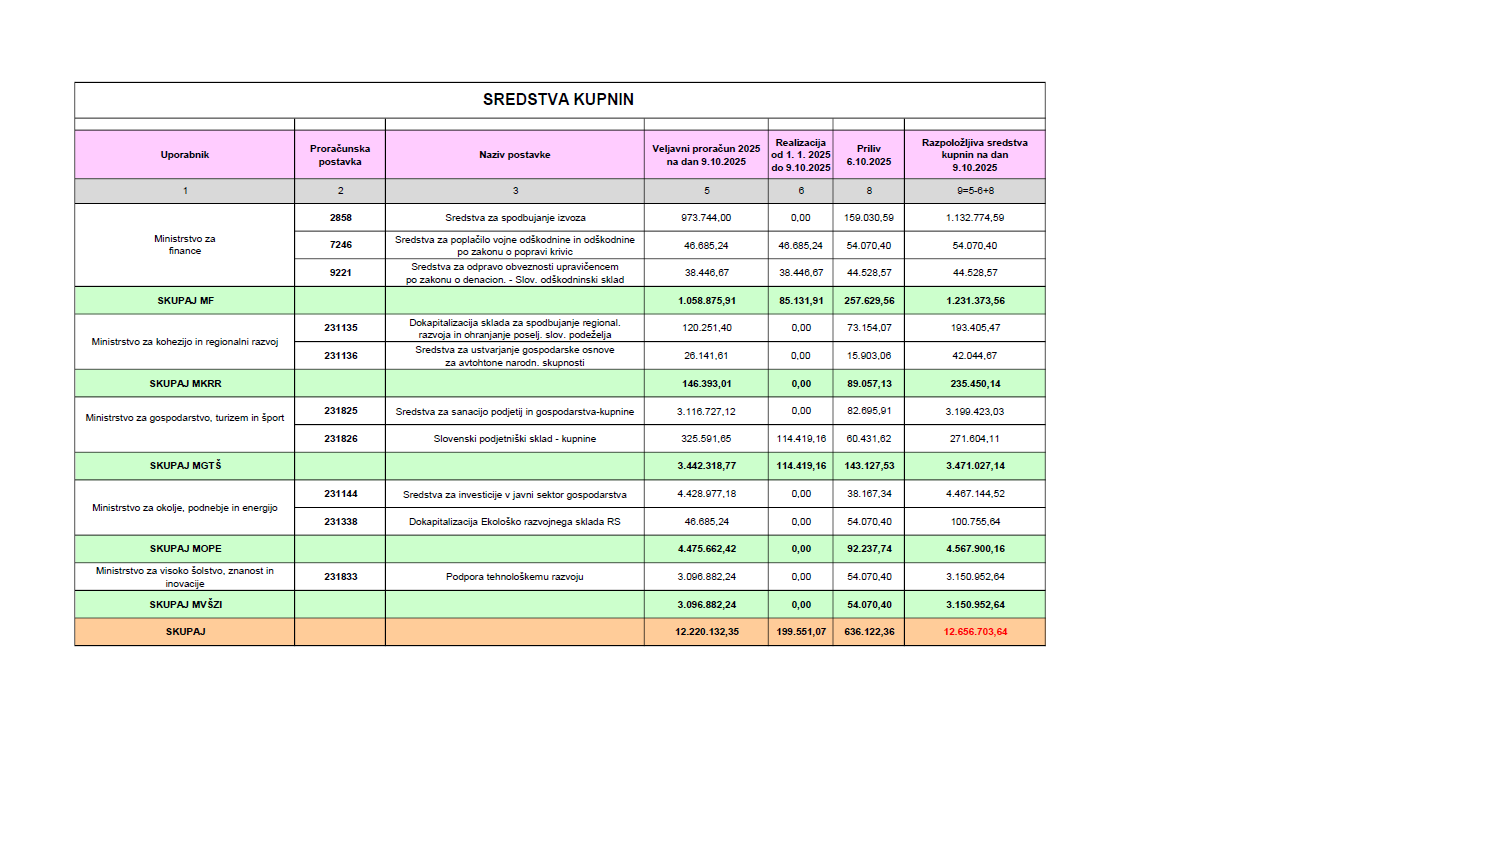 SREDSTVA KUPNIN
Uporabnik
Proračunska
postavka
Naziv postavke
Veljavni proračun 2025
na dan 9.10.2025
Realizacija
od 1. 1. 2025
do 9.10.2025
Priliv
6.10.2025
Razpoložljiva sredstva
kupnin na dan
9.10.2025
1 2 3 5 6 8 9=5-6+8
Ministrstvo za
finance
2858 Sredstva za spodbujanje izvoza 973.744,00 0,00 159.030,59 1.132.774,59
7246 Sredstva za poplačilo vojne odškodnine in odškodnine
po zakonu o popravi krivic 46.685,24 46.685,24 54.070,40 54.070,40
9221 Sredstva za odpravo obveznosti upravičencem
po zakonu o denacion. - Slov. odškodninski sklad 38.446,67 38.446,67 44.528,57 44.528,57
SKUPAJ MF 1.058.875,91 85.131,91 257.629,56 1.231.373,56
Ministrstvo za kohezijo in regionalni razvoj
231135 Dokapitalizacija sklada za spodbujanje regional.
razvoja in ohranjanje poselj. slov. podeželja 120.251,40 0,00 73.154,07 193.405,47
231136 Sredstva za ustvarjanje gospodarske osnove
za avtohtone narodn. skupnosti 26.141,61 0,00 15.903,06 42.044,67
SKUPAJ MKRR 146.393,01 0,00 89.057,13 235.450,14
Ministrstvo za gospodarstvo, turizem in šport
231825 Sredstva za sanacijo podjetij in gospodarstva-kupnine 3.116.727,12 0,00 82.695,91 3.199.423,03
231826 Slovenski podjetniški sklad - kupnine 325.591,65 114.419,16 60.431,62 271.604,11
SKUPAJ MGTŠ 3.442.318,77 114.419,16 143.127,53 3.471.027,14
Ministrstvo za okolje, podnebje in energijo
231144 Sredstva za investicije v javni sektor gospodarstva 4.428.977,18 0,00 38.167,34 4.467.144,52
231338 Dokapitalizacija Ekološko razvojnega sklada RS 46.685,24 0,00 54.070,40 100.755,64
SKUPAJ MOPE 4.475.662,42 0,00 92.237,74 4.567.900,16
Ministrstvo za visoko šolstvo, znanost in
inovacije
231833 Podpora tehnološkemu razvoju 3.096.882,24 0,00 54.070,40 3.150.952,64
SKUPAJ MVŠZI 3.096.882,24 0,00 54.070,40 3.150.952,64
SKUPAJ 12.220.132,35 199.551,07 636.122,36 12.656.703,64